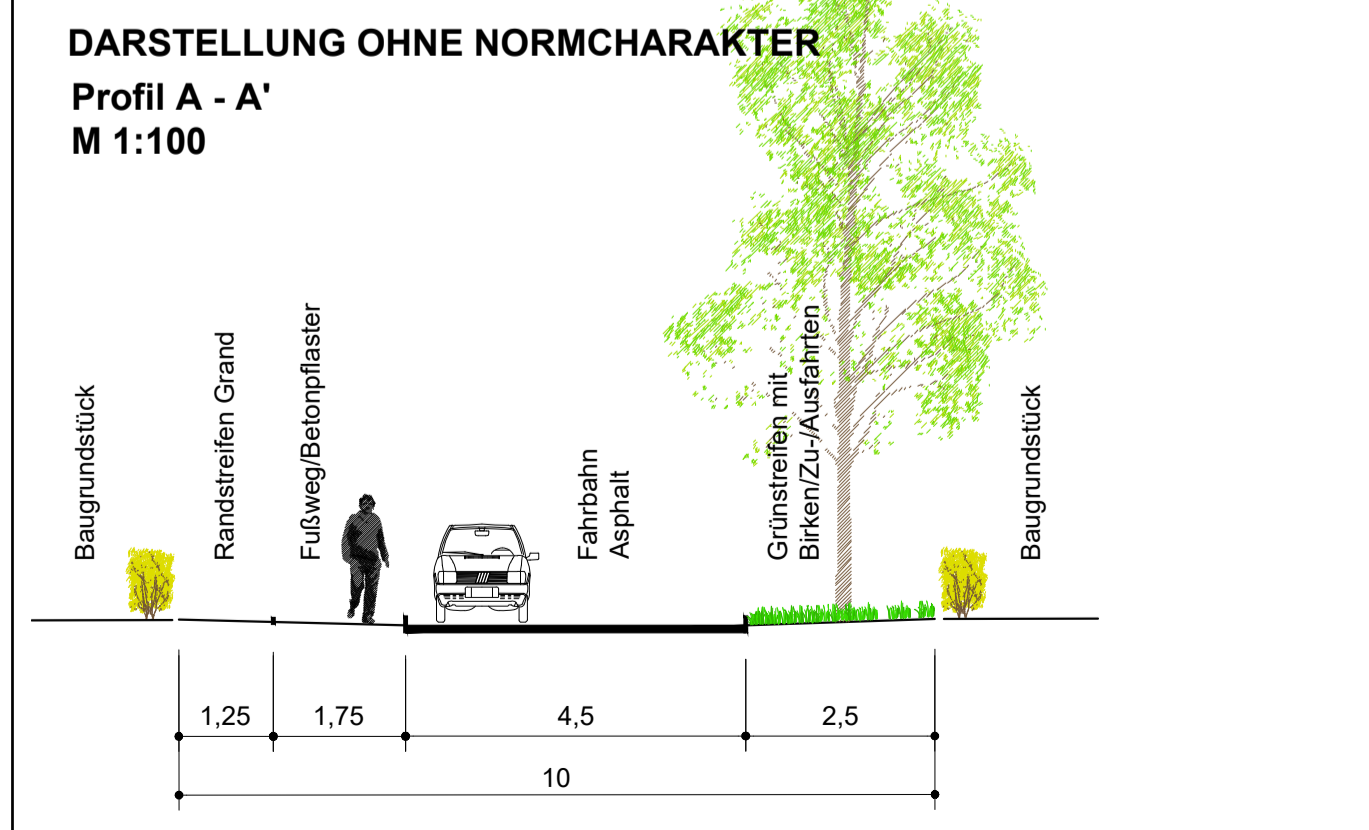 DARSTELLUNG OHNE NORMCHARAKTER
Profil A - A'
M 1:100
Baugrundstück
Randstreifen Grand
Fußweg/Betonpflaster
Fahrbahn
Asphalt
Grünstreifen mit
Birken/Zu-/Ausfahrten
Baugrundstück
1,25
1,75
4,5
2,5
10